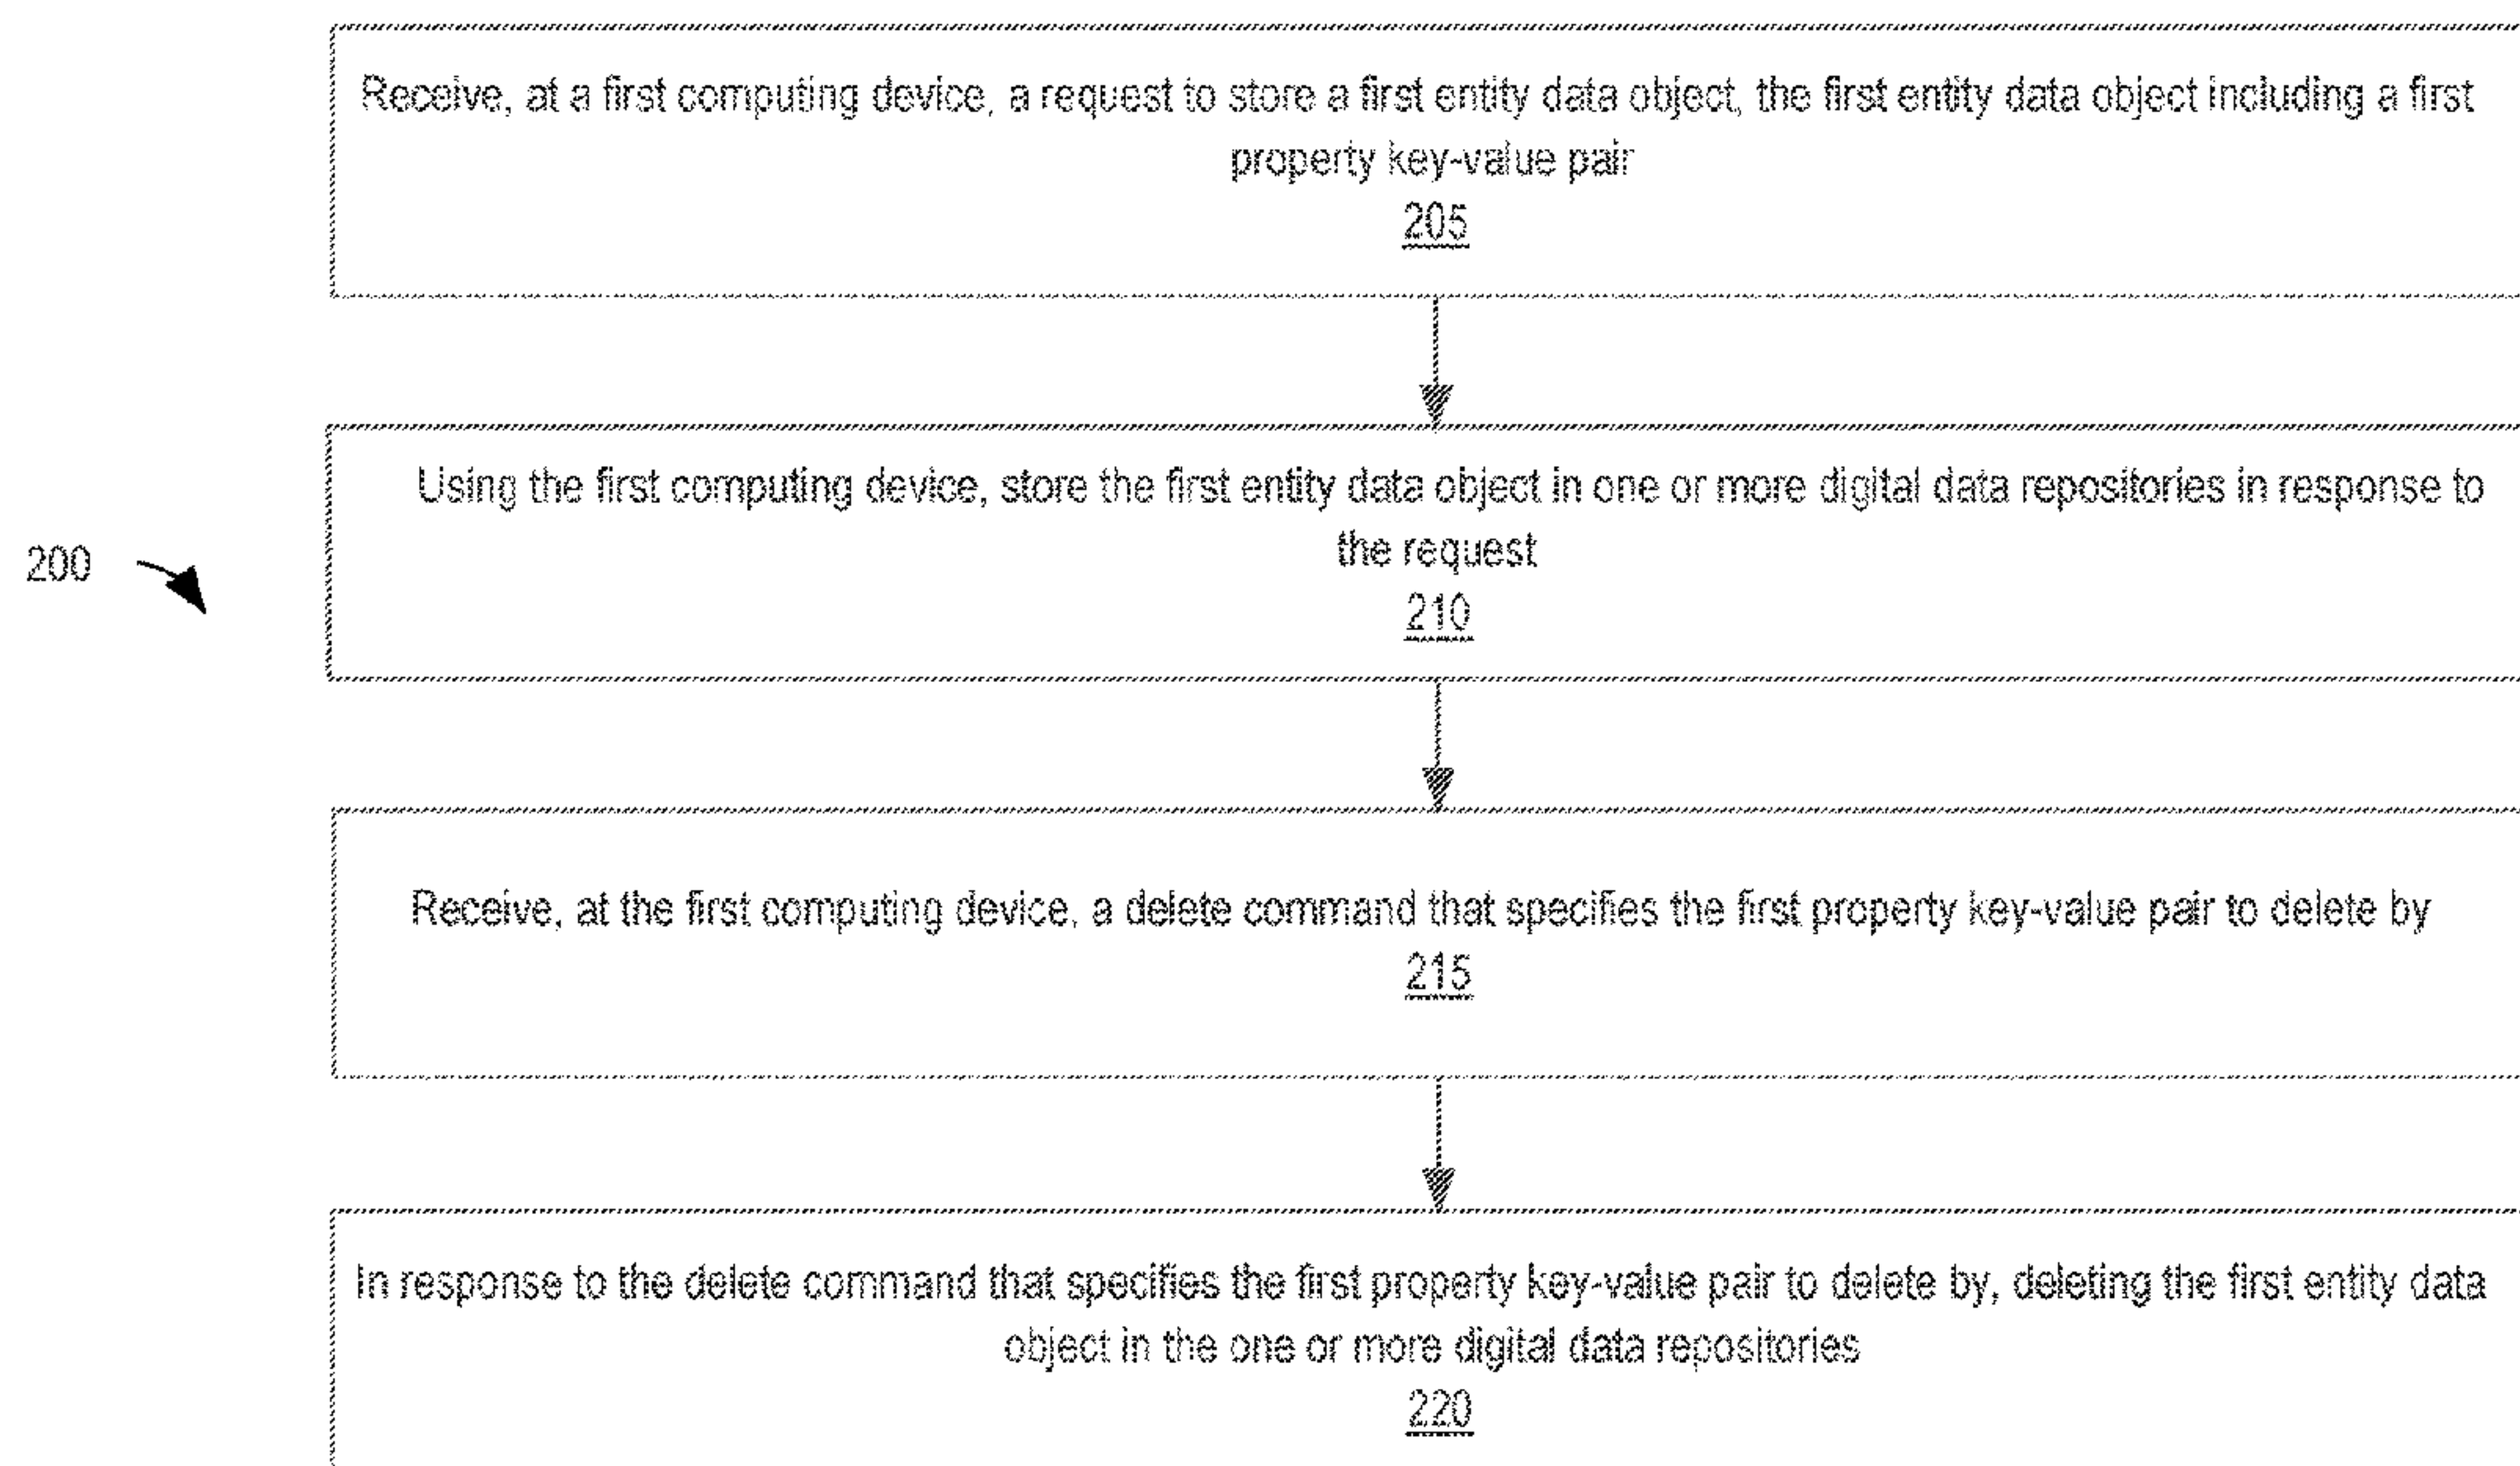 Receive, at a first computing device, a request to store a first entity data object, the first entity data object including a first
property key-value pair
205
Using the first computing device, store the first entity data object in one or more digital data repositories in response to
the request
210
200
Receive, at the first computing device, a delete command that specifies the first property key-value pair to delete by
215
In response to the delete command that specifies the first property key-value pair to delete by, deleting the first entity data
object in the one or more digital data repositories
220